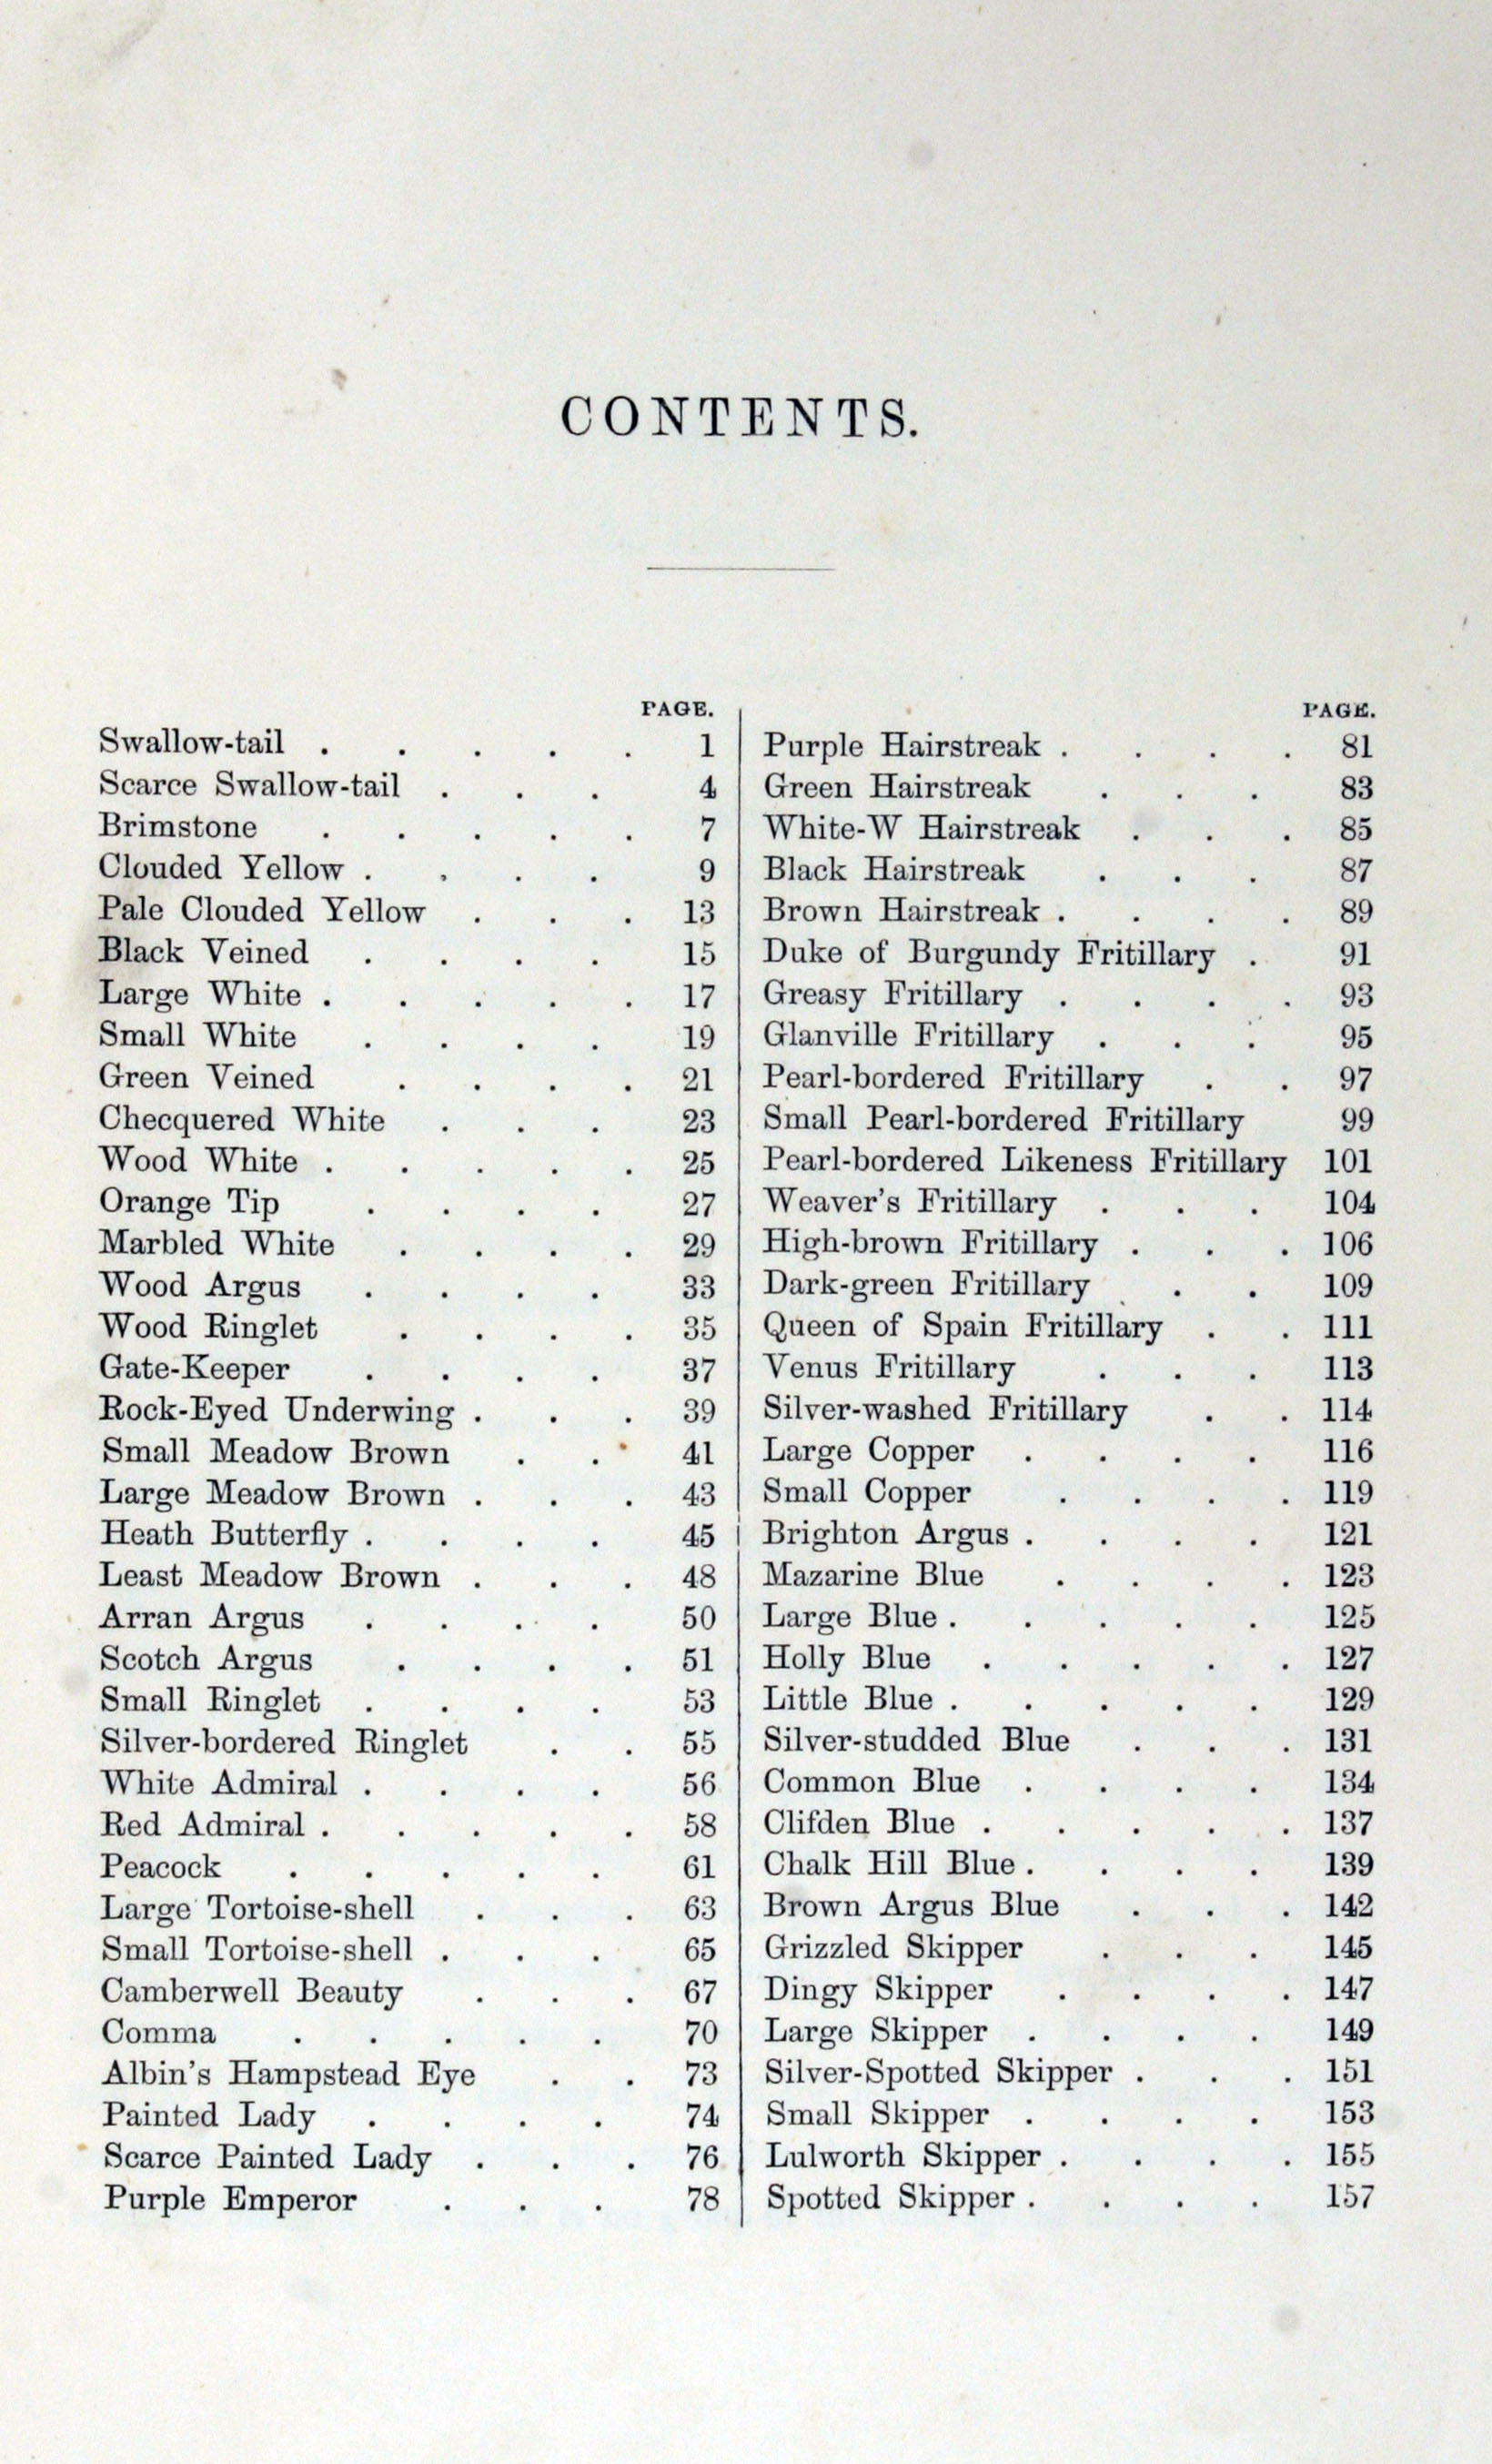 CONTENTS.
PAGE.
Swallow-tail . . . . . 1
Scarce Swallow-tail . . . 4
Brimstone . . . . . 7
Clouded Yellow . . . . 9
Pale Clouded Yellow . . . 13
Black Veined . . . . 15
Large White . . . . . 17
Small White . . . . 19
Green Veined . . . . 21
Checquered White . . . 23
Wood White . . . . . 25
Orange Tip . . . . 27
Marbled White . . . . 29
Wood Argus . . . . 33
Wood Ringlet . . . . 35
Gate-Keeper . . . . 37
Rock-Eyed Underwing . . . 39
Small Meadow Brown . . 41
Large Meadow Brown . . . 43
Heath Butterfly . . . . 45
Least Meadow Brown . . . 48
Arran Argus . . . . 50
Scotch Argus . . . . 51
Small Ringlet . . . . 53
Silver-bordered Ringlet . . 55
White Admiral . . . . 56
Red Admiral . . . . . 58
Peacock . . . . . 61
Large Tortoise-shell . . . 63
Small Tortoise-shell . . . 65
Camberwell Beauty . . . 67
Comma . . . . . 70
Albin's Hampstead Eye . . 73
Painted Lady . . . . 74
Scarce Painted Lady . . . 76
Purple Emperor . . . 78
PAGE.
Purple Hairstreak . . . . 81
Green Hairstreak . . . 83
White-W Hairstreak . . . 85
Black Hairstreak . . . 87
Brown Hairstreak . . . . 89
Duke of Burgundy Fritillary . 91
Greasy Fritillary . . . . 93
Glanville Fritillary . . . 95
Pearl-bordered Fritillary . . 97
Small Pearl-bordered Fritillary 99
Pearl-bordered Likeness Fritillary 101
Weaver's Fritillary . . . 104
High-brown Fritillary . . . 106
Dark-green Fritillary . . 109
Queen of Spain Fritillary . . 111
Venus Fritillary . . . 113
Silver-washed Fritillary . . 114
Large Copper . . . . 116
Small Copper . . . . 119
Brighton Argus . . . . 121
Mazarine Blue . . . . 123
Large Blue . . . . . 125
Holly Blue . . . . . 127
Little Blue . . . . . 129
Silver-studded Blue . . . 131
Common Blue . . . . 134
Clifden Blue . . . . . 137
Chalk Hill Blue . . . . 139
Brown Argus Blue . . . 142
Grizzled Skipper . . . 145
Dingy Skipper . . . . 147
Large Skipper . . . . 149
Silver-Spotted Skipper . . . 151
Small Skipper . . . . 153
Lulworth Skipper . . . . 155
Spotted Skipper . . . . 157